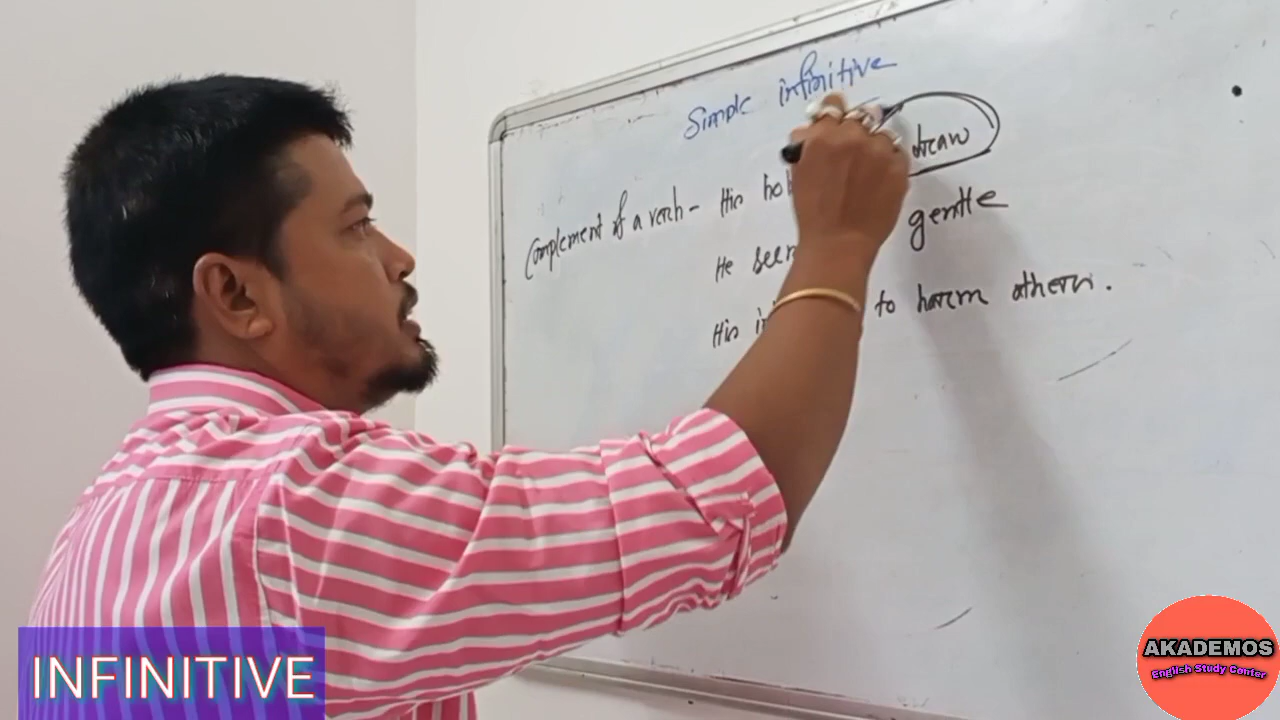 Simple infinitive
Complement of a verb - His draw
He gentle
His to harm others.
INFINITIVE
AKADEMOS
English Study Center